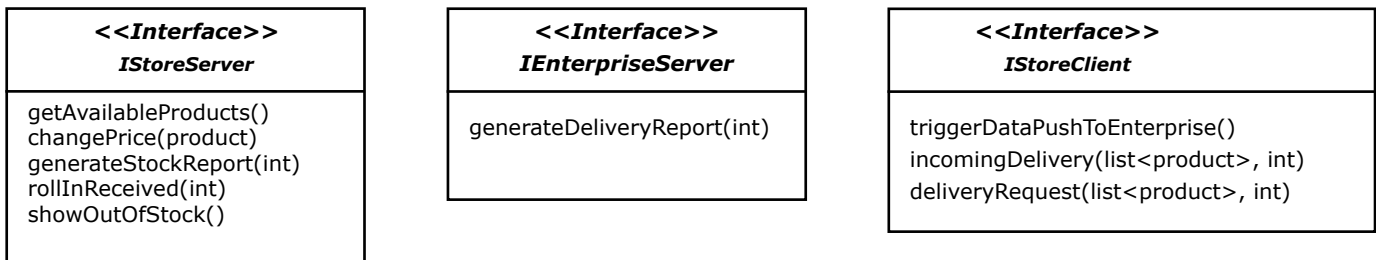 <<Interface>>
IStoreServer
getAvailableProducts()
changePrice(product)
generateStockReport(int)
rollInReceived(int)
showOutOfStock()
<<Interface>>
IEnterpriseServer
generateDeliveryReport(int)
<<Interface>>
IStoreClient
triggerDataPushToEnterprise()
incomingDelivery(list<product>, int)
deliveryRequest(list<product>, int)